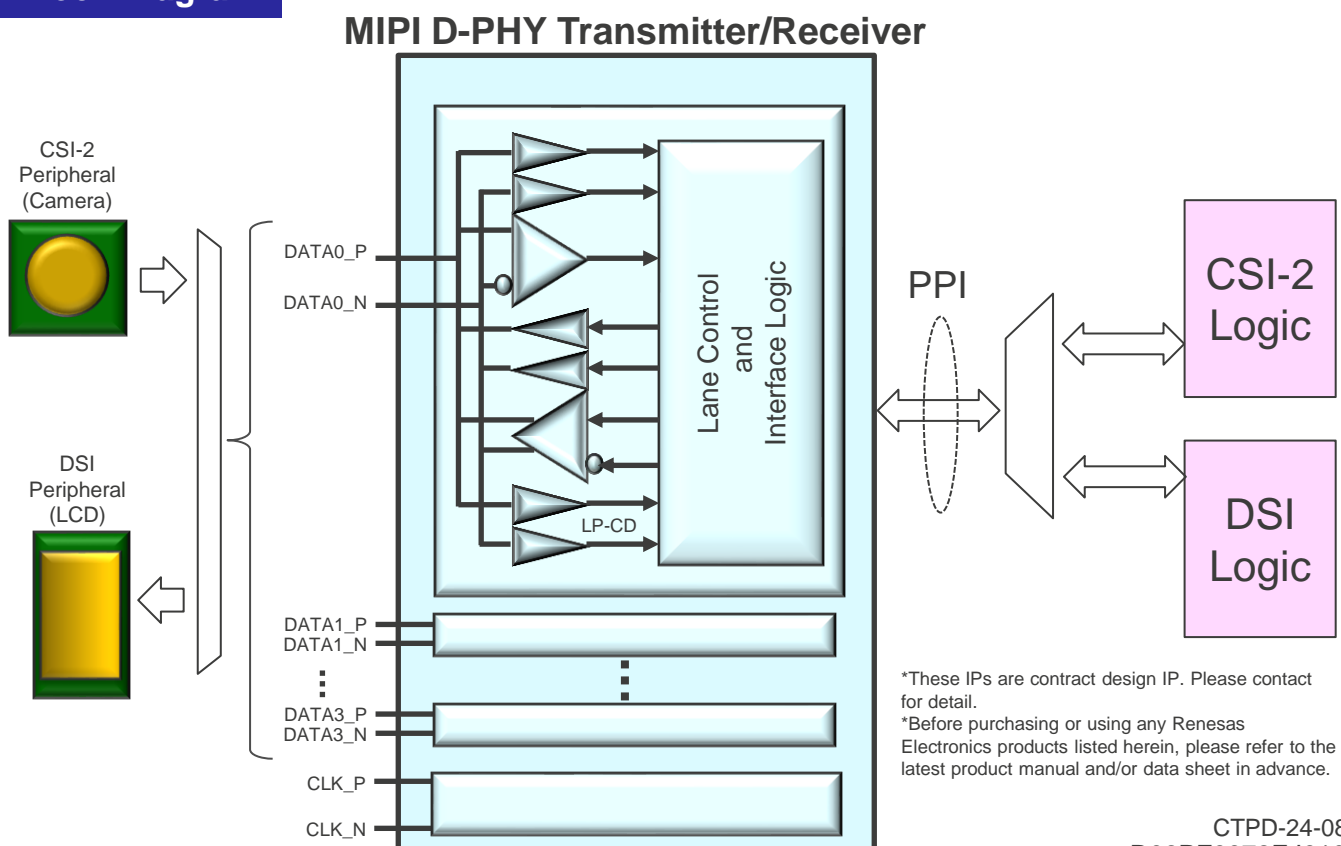 MIPI D-PHY Transmitter/Receiver
CSI-2
Peripheral
(Camera)
DSI
Peripheral
(LCD)
DATA0_P
DATA0_N
DATA1_P
DATA1_N
DATA3_P
DATA3_N
CLK_P
CLK_N
LP-CD
Lane Control
and
Interface Logic
PPI
CSI-2
Logic
DSI
Logic
*These IPs are contract design IP. Please contact
for detail.
*Before purchasing or using any Renesas
Electronics products listed herein, please refer to the
latest product manual and/or data sheet in advance.
CTPD-24-08